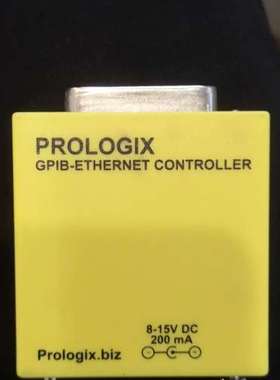 PROLOGIX
GPIB-ETHERNET CONTROLLER
8-15V DC
200 mA
Prologix.biz